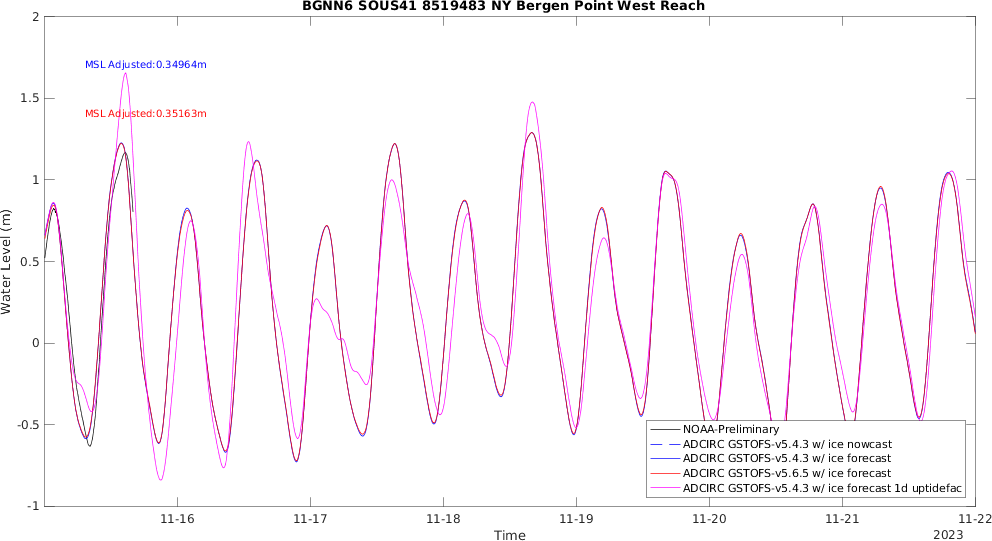 BGNN6 SOUS41 8519483 NY Bergen Point West Reach
MSL Adjusted:0.34964m
MSL Adjusted:0.35163m
Water Level (m)
2
1.5
1
0.5
0
-0.5
-1
NOAA-Preliminary
ADCIRC GSTOFS-v5.4.3 w/ ice nowcast
ADCIRC GSTOFS-v5.4.3 w/ ice forecast
ADCIRC GSTOFS-v5.6.5 w/ ice forecast
ADCIRC GSTOFS-v5.4.3 w/ ice forecast 1d uptidefac
11-16 11-17 11-18 11-19 11-20 11-21 11-22
Time
2023